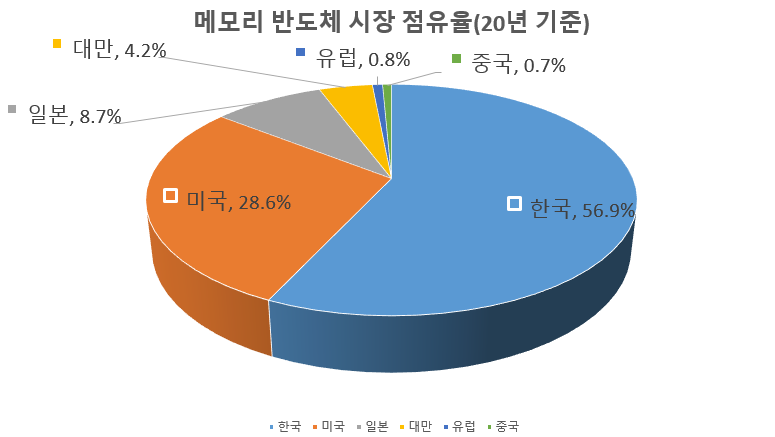 메모리 반도체 시장 점유율(20년 기준)
대만, 4.2%
유럽, 0.8%
중국, 0.7%
일본, 8.7%
미국, 28.6%
한국, 56.9%
한국 미국 일본 대만 유럽 중국